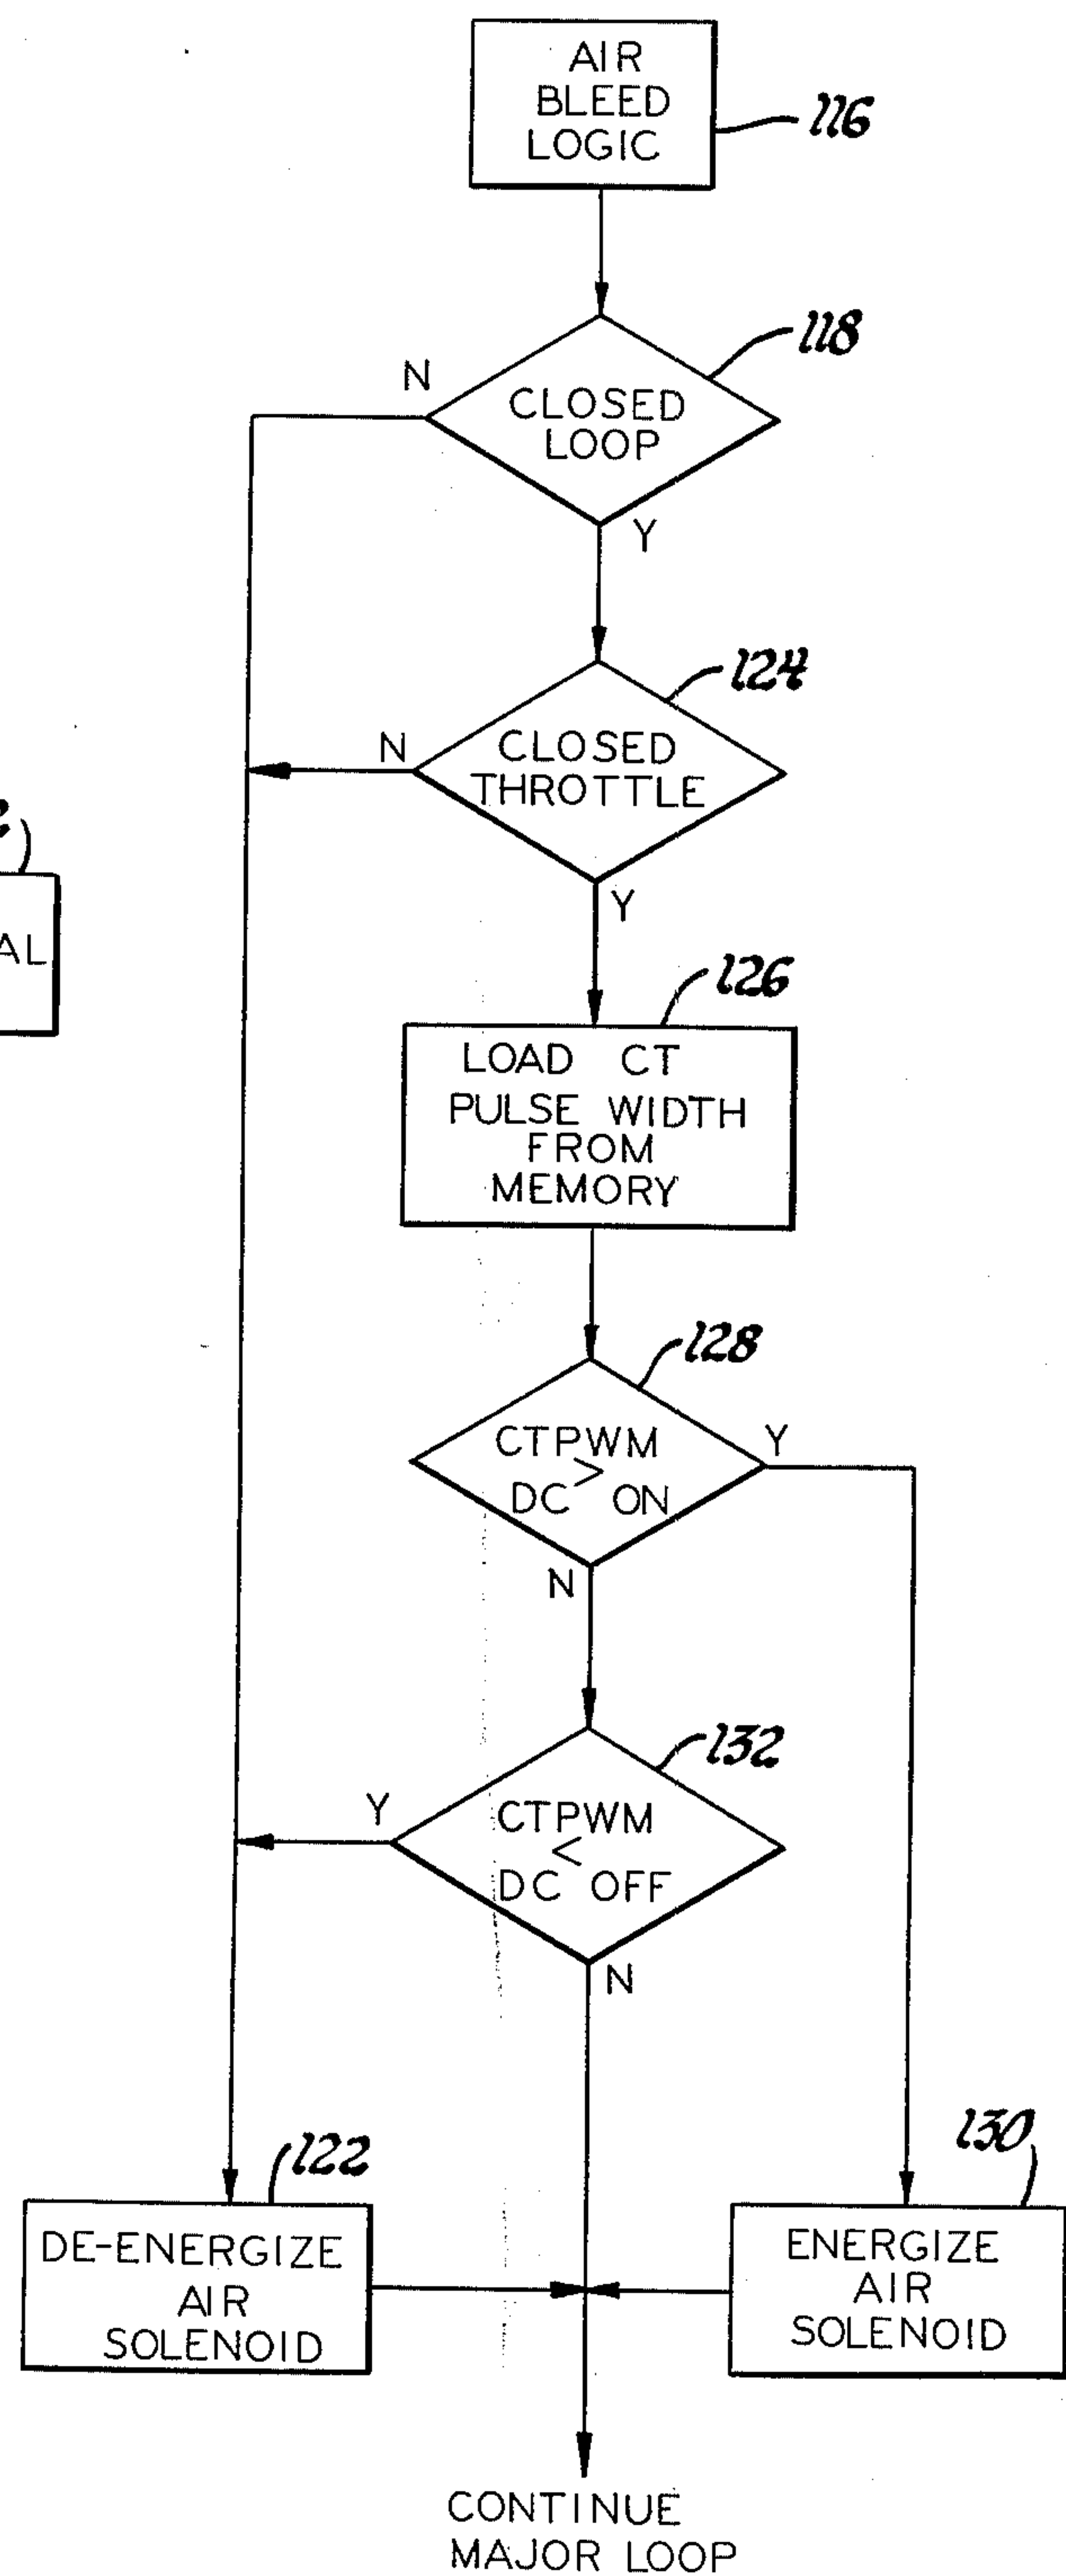 AIR
BLEED
LOGIC
116
118
N
CLOSED
LOOP
Y
124
N
CLOSED
THROTTLE
Y
AL
126
LOAD CT
PULSE WIDTH
FROM
MEMORY
128
CTPWM
>
DC ON
Y
N
132
Y
CTPWM
<
DC OFF
N
122
130
DE-ENERGIZE
AIR
SOLENOID
ENERGIZE
AIR
SOLENOID
CONTINUE
MAJOR LOOP